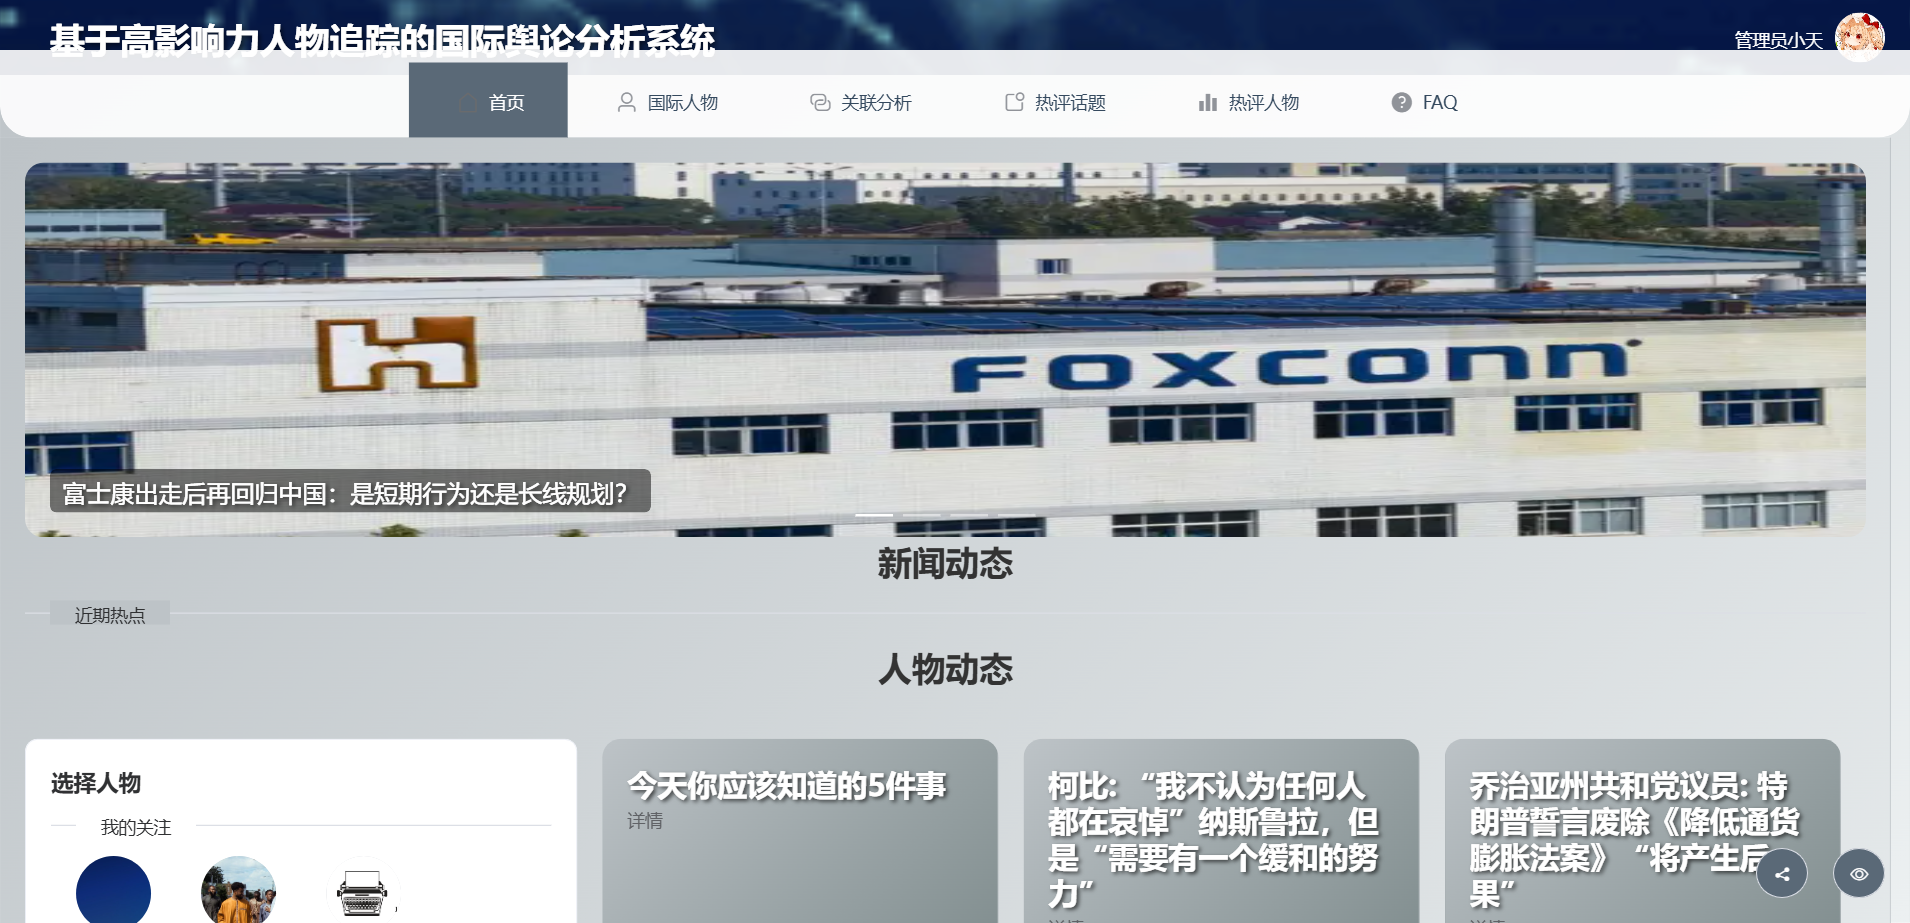 基于高影响力人物追踪的国际舆论分析系统
管理员小天
首页
国际人物
关联分析
热评话题
热评人物
FAQ
FOXCONN
富士康出走后再回归中国：是短期行为还是长线规划？
新闻动态
近期热点
人物动态
选择人物
我的关注
今天你应该知道的5件事
详情
柯比: “我不认为任何人
都在哀悼” 纳斯鲁拉，但
是 “需要有一个缓和的努
力”
详情
乔治亚州共和党议员: 特
朗普誓言废除《降低通货
膨胀法案》 “将产生后
果”
详情